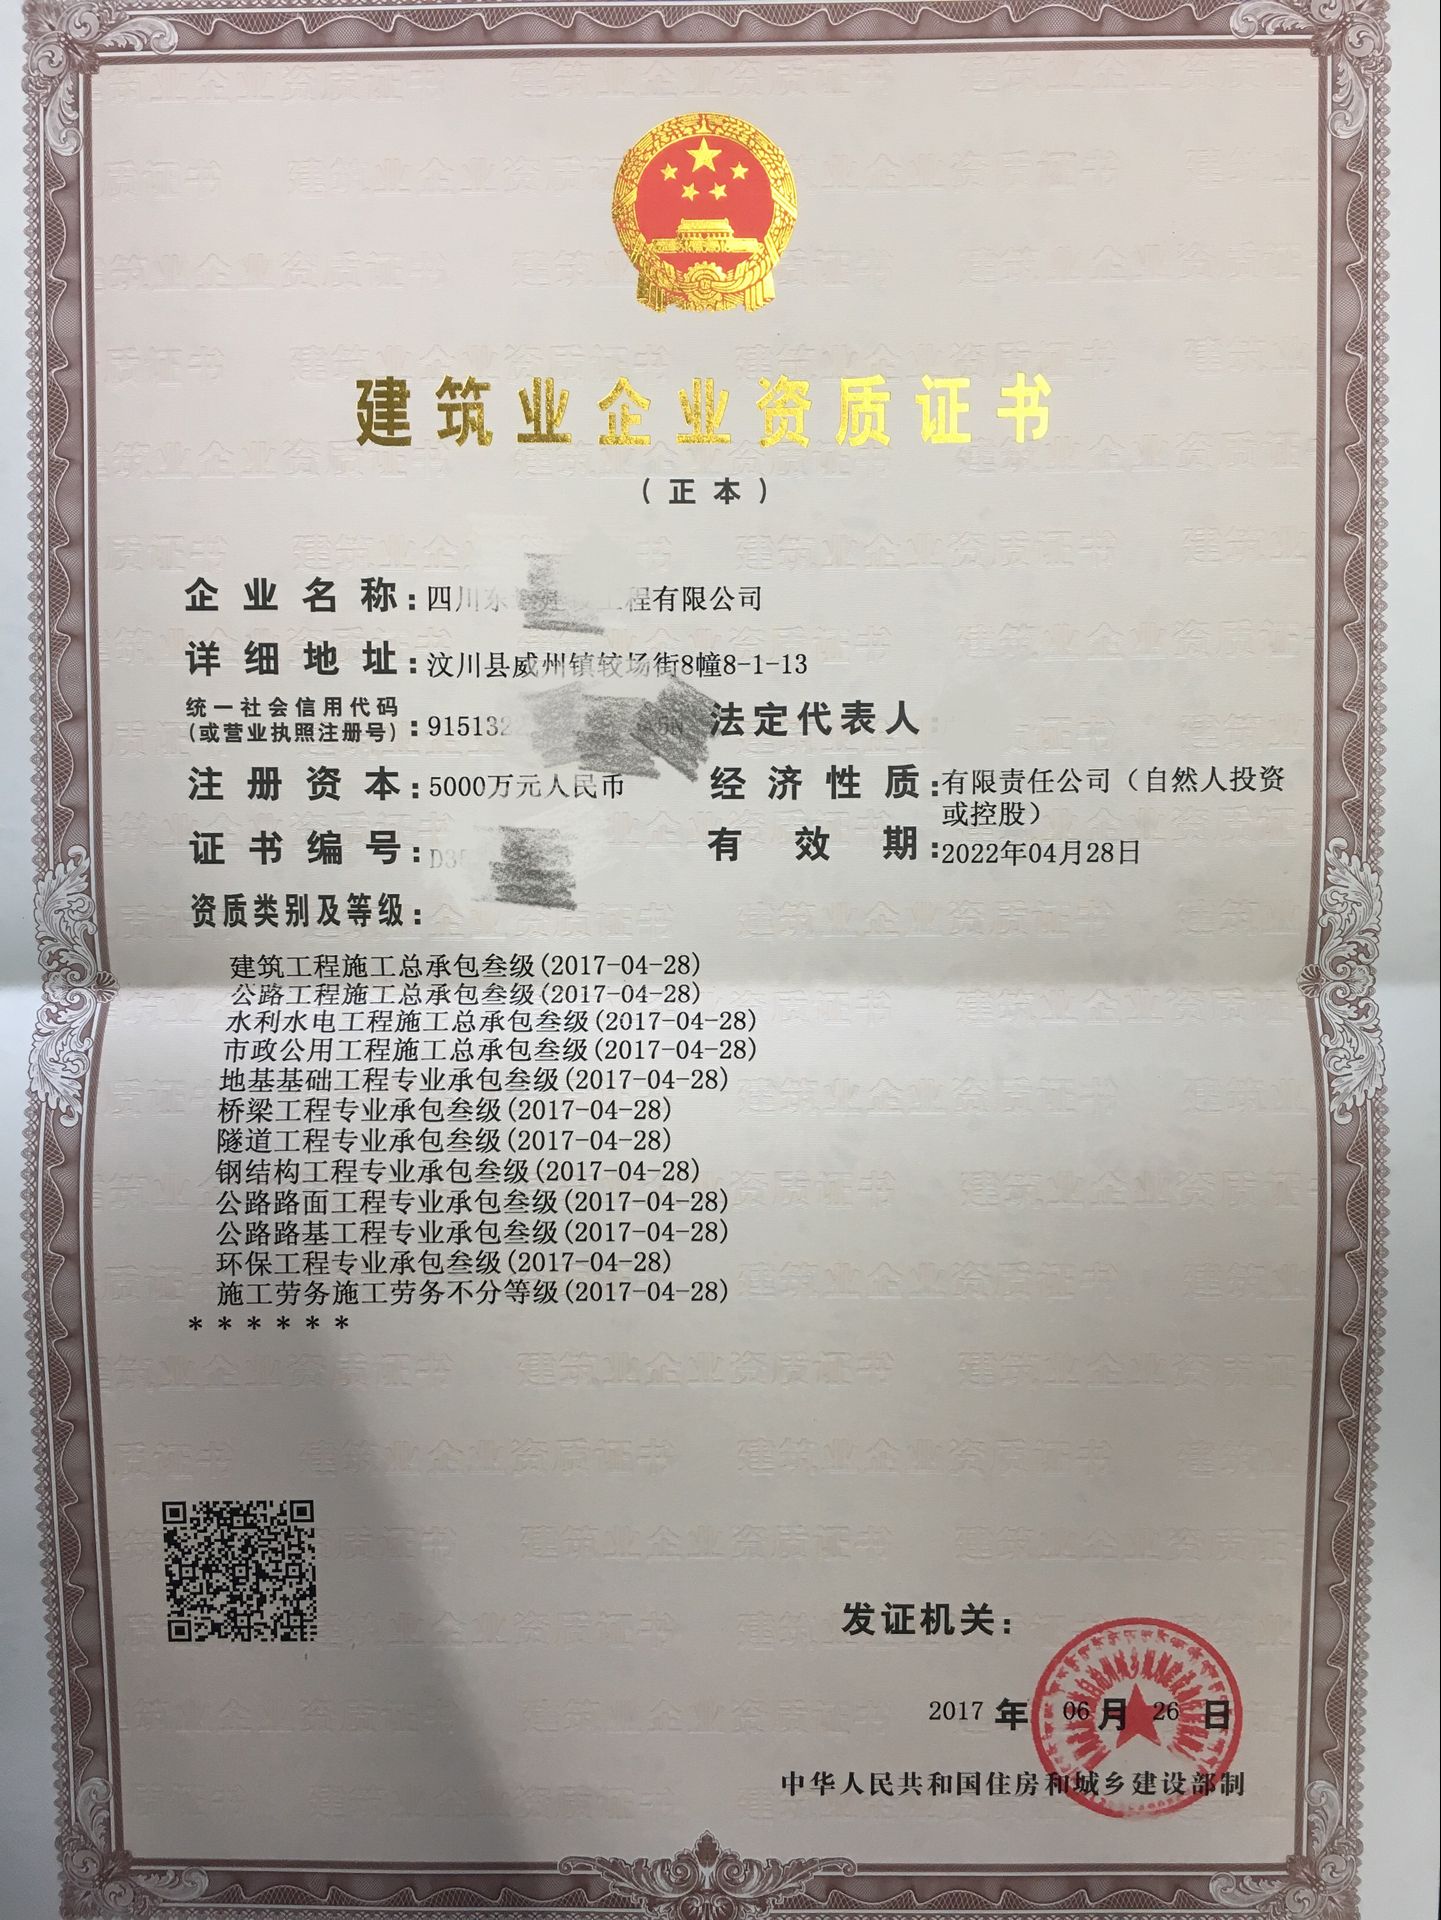 建筑业企业资质证书
(正本)
企业名称:四川东 工程有限公司
详细地址:汶川县威州镇较场街8幢8-1-13
统一社会信用代码
(或营业执照注册号):9151322 法定代表人
注册资本:5000万元人民币 经济性质:有限责任公司(自然人投资
或控股)
证书编号:D35 有效期:2022年04月28日
资质类别及等级:
建筑工程施工总承包叁级(2017-04-28)
公路工程施工总承包叁级(2017-04-28)
水利水电工程施工总承包叁级(2017-04-28)
市政公用工程施工总承包叁级(2017-04-28)
地基基础工程专业承包叁级(2017-04-28)
桥梁工程专业承包叁级(2017-04-28)
隧道工程专业承包叁级(2017-04-28)
钢结构工程专业承包叁级(2017-04-28)
公路路面工程专业承包叁级(2017-04-28)
公路路基工程专业承包叁级(2017-04-28)
环保工程专业承包叁级(2017-04-28)
施工劳务施工劳务不分等级(2017-04-28)
******
发证机关:
2017年06月26日
中华人民共和国住房和城乡建设部制